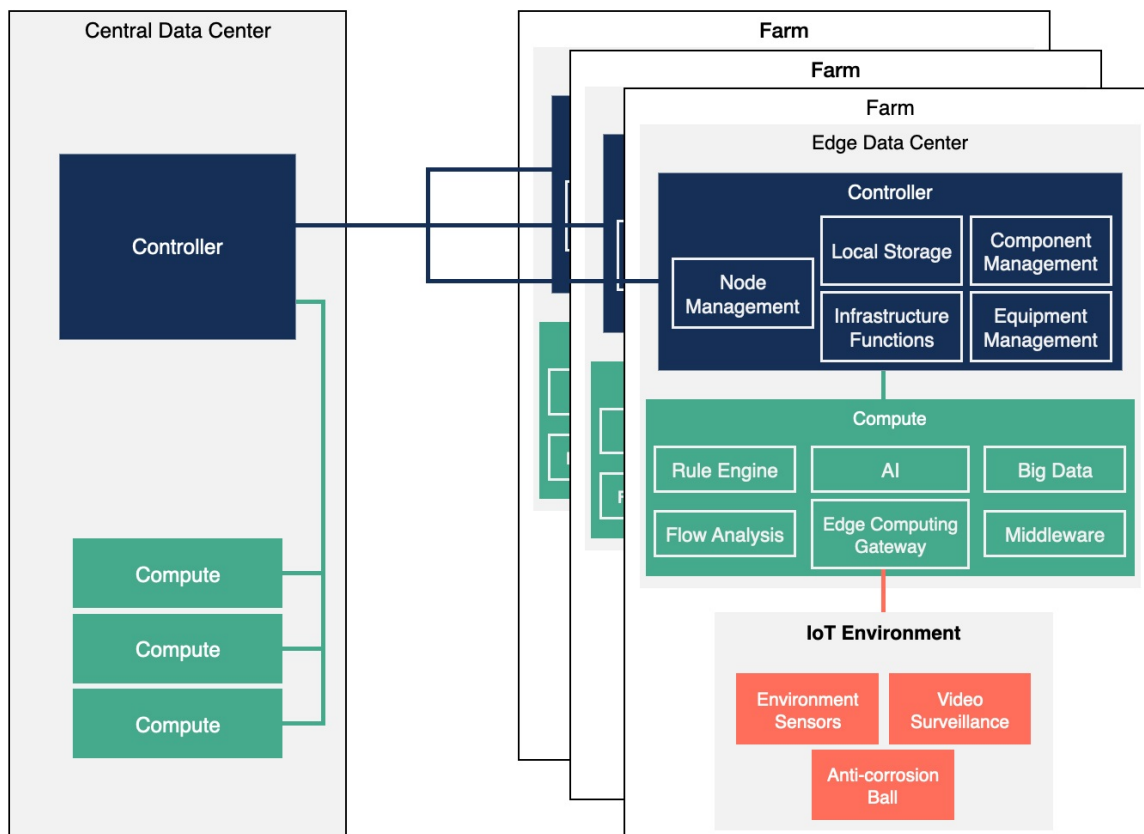 Central Data Center
Controller
Compute
Compute
Compute
Farm
Farm
Farm
Edge Data Center
Controller
Node
Management
Local Storage
Component
Management
Infrastructure
Functions
Equipment
Management
Compute
Rule Engine
AI
Big Data
Flow Analysis
Edge Computing
Gateway
Middleware
IoT Environment
Environment
Sensors
Video
Surveillance
Anti-corrosion
Ball